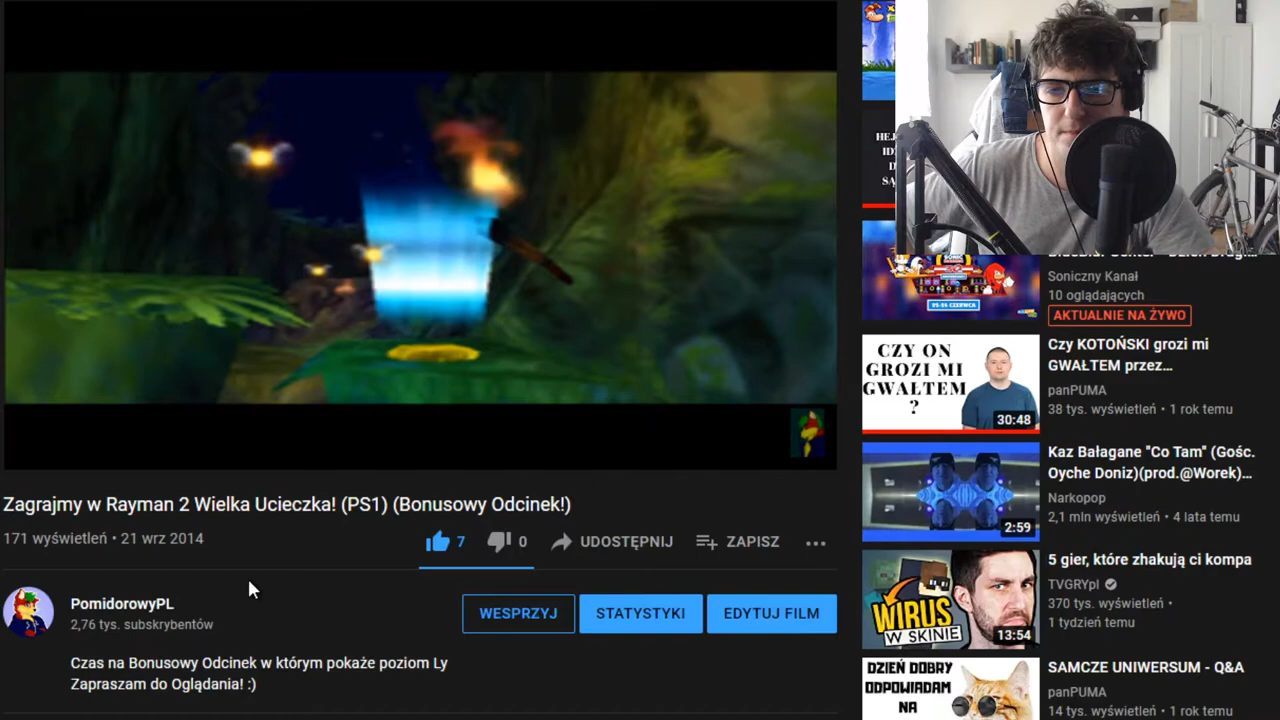 Zagrajmy w Rayman 2 Wielka Ucieczka! (PS1) (Bonusowy Odcinek!)
171 wyświetleń • 21 wrz 2014
7
0
UDOSTĘPNIJ
ZAPISZ
PomidorowyPL
2,76 tys. subskrybentów
WESPRZYJ
STATYSTYKI
EDYTUJ FILM
Czas na Bonusowy Odcinek w którym pokaże poziom Ly
Zapraszam do Oglądania! :)
Soniczny Kanał
10 oglądających
AKTUALNIE NA ŻYWO
CZY ON
GROZI MI
GWAŁTEM
?
30:48
Czy KOTOŃSKI grozi mi
GWAŁTEM przez...
panPUMA
38 tys. wyświetleń • 1 rok temu
2:59
Kaz Bałagane "Co Tam" (Gośc.
Oyche Doniz)(prod.@Worek)...
Narkopop
2,1 mln wyświetleń • 4 lata temu
WIRUS
W SKINIE
13:54
5 gier, które zhakują ci kompa
TVGRYpl
370 tys. wyświetleń •
1 tydzień temu
DZIEŃ DOBRY
ODPOWIADAM
NA
SAMCZE UNIWERSUM - Q&A
panPUMA
14 tys. wyświetleń • 1 rok temu